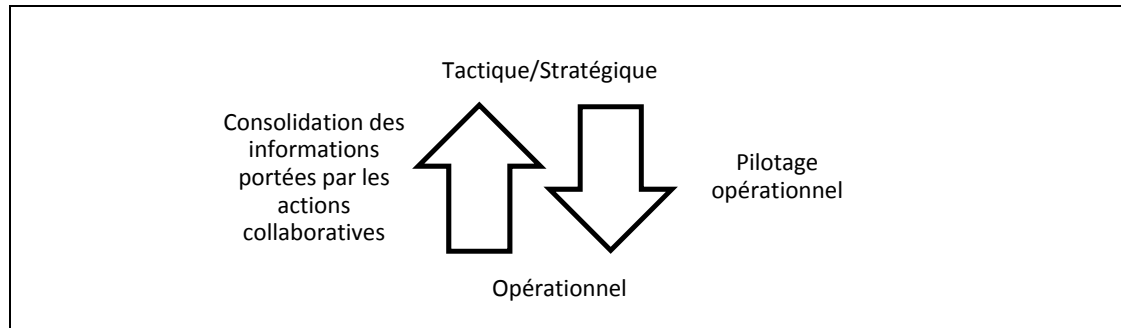 Tactique/Stratégique
Consolidation des
informations
portées par les
actions
collaboratives
Pilotage
opérationnel
Opérationnel